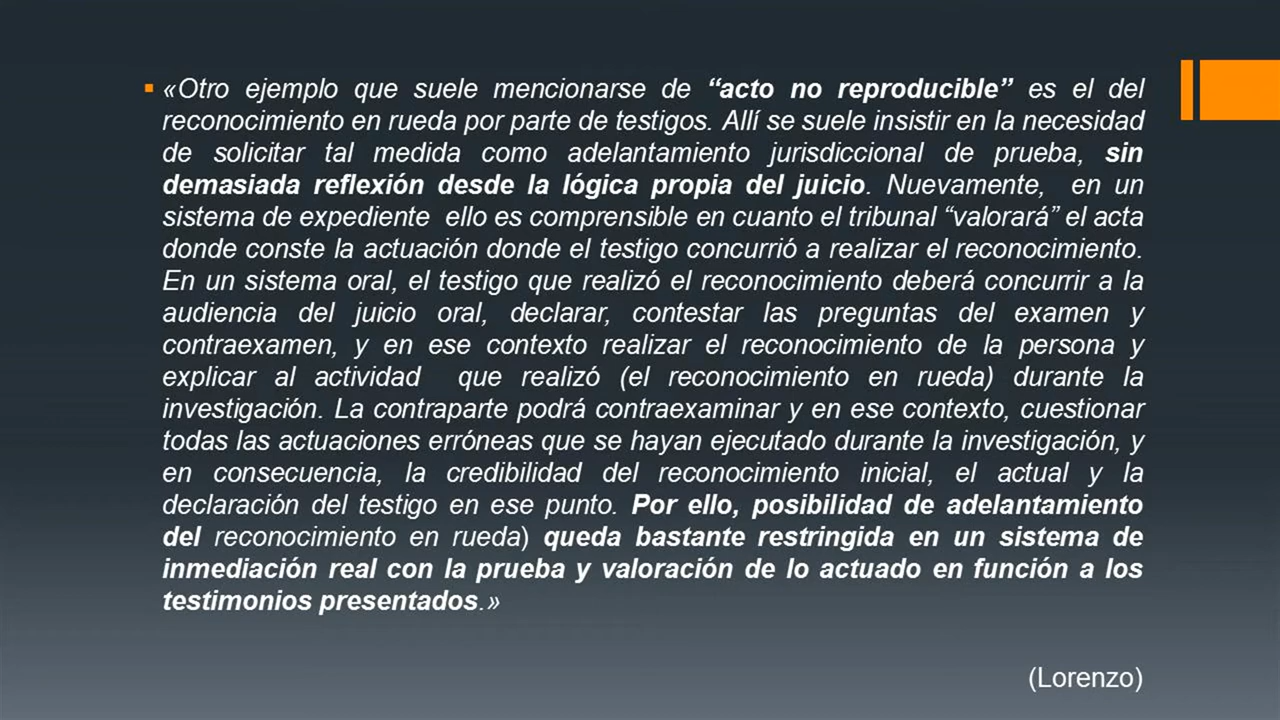 «Otro ejemplo que suele mencionarse de “acto no reproducible” es el del
reconocimiento en rueda por parte de testigos. Allí se suele insistir en la necesidad
de solicitar tal medida como adelantamiento jurisdiccional de prueba, sin
demasiada reflexión desde la lógica propia del juicio. Nuevamente, en un
sistema de expediente ello es comprensible en cuanto el tribunal “valorará” el acta
donde conste la actuación donde el testigo concurrió a realizar el reconocimiento.
En un sistema oral, el testigo que realizó el reconocimiento deberá concurrir a la
audiencia del juicio oral, declarar, contestar las preguntas del examen y
contraexamen, y en ese contexto realizar el reconocimiento de la persona y
explicar al actividad que realizó (el reconocimiento en rueda) durante la
investigación. La contraparte podrá contraexaminar y en ese contexto, cuestionar
todas las actuaciones erróneas que se hayan ejecutado durante la investigación, y
en consecuencia, la credibilidad del reconocimiento inicial, el actual y la
declaración del testigo en ese punto. Por ello, posibilidad de adelantamiento
del reconocimiento en rueda) queda bastante restringida en un sistema de
inmediación real con la prueba y valoración de lo actuado en función a los
testimonios presentados.»
(Lorenzo)